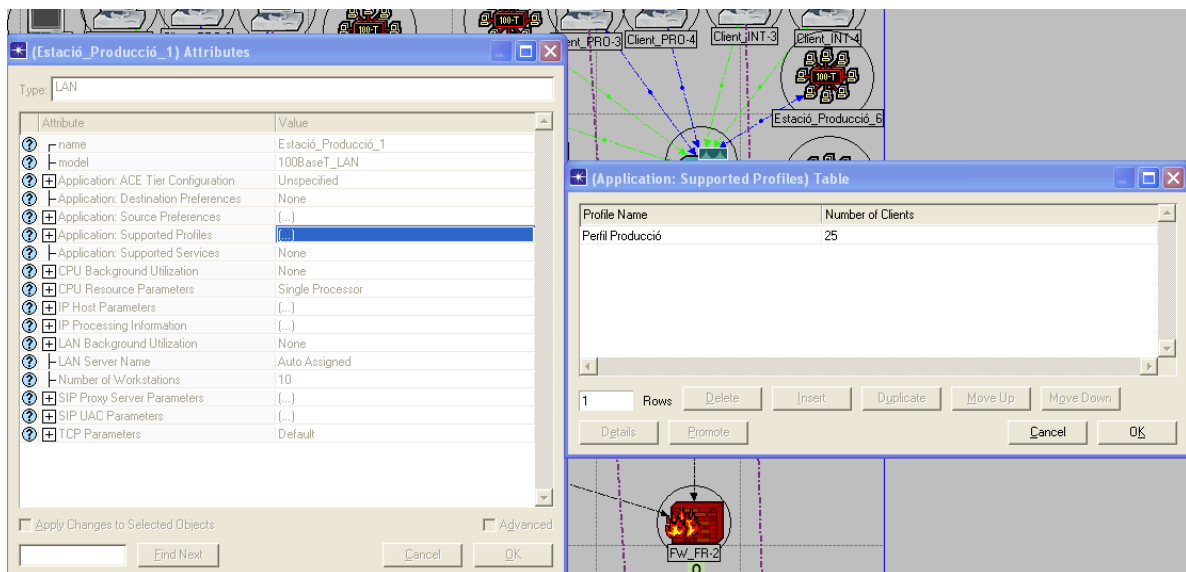 100-T
100-T
ent_PRO-3
Client_PRO-4
Client_INT-3
Client_INT-4
100-T
Estació_Producció_6
(Estació_Producció_1) Attributes
Type: LAN
Attribute Value
name Estació_Producció_1
model 100BaseT_LAN
Application: ACE Tier Configuration Unspecified
Application: Destination Preferences None
Application: Source Preferences (...)
Application: Supported Profiles (...)
Application: Supported Services None
CPU Background Utilization None
CPU Resource Parameters Single Processor
IP Host Parameters (...)
IP Processing Information (...)
LAN Background Utilization None
LAN Server Name Auto Assigned
Number of Workstations 10
SIP Proxy Server Parameters (...)
SIP UAC Parameters (...)
TCP Parameters Default
Apply Changes to Selected Objects Advanced
Find Next Cancel OK
(Application: Supported Profiles) Table
Profile Name Number of Clients
Perfil Producció 25
1 Rows Delete Insert Duplicate Move Up Move Down
Details Promote Cancel OK
FW_FR-2